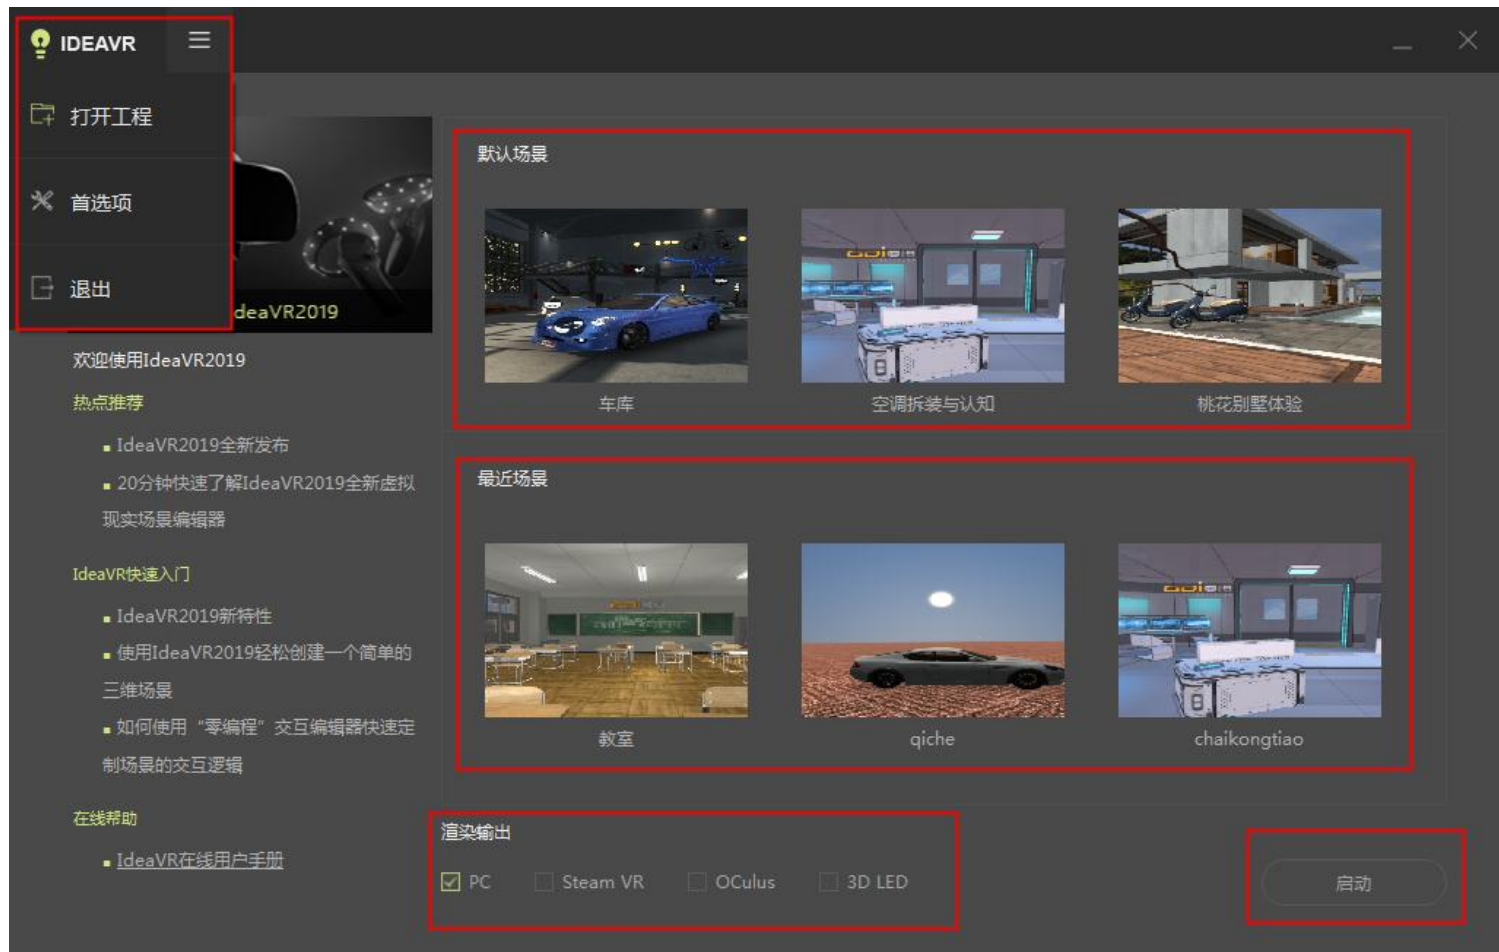 IDEAVR
打开工程
首选项
退出
deaVR2019
欢迎使用IdeaVR2019
热点推荐
IdeaVR2019全新发布
20分钟快速了解IdeaVR2019全新虚拟
现实场景编辑器
IdeaVR快速入门
IdeaVR2019新特性
使用IdeaVR2019轻松创建一个简单的
三维场景
如何使用“零编程”交互编辑器快速定
制场景的交互逻辑
在线帮助
IdeaVR在线用户手册
默认场景
车库
空调拆装与认知
桃花别墅体验
最近场景
教室
qiche
chaikongtiao
渲染输出
PC
Steam VR
OCulus
3D LED
启动